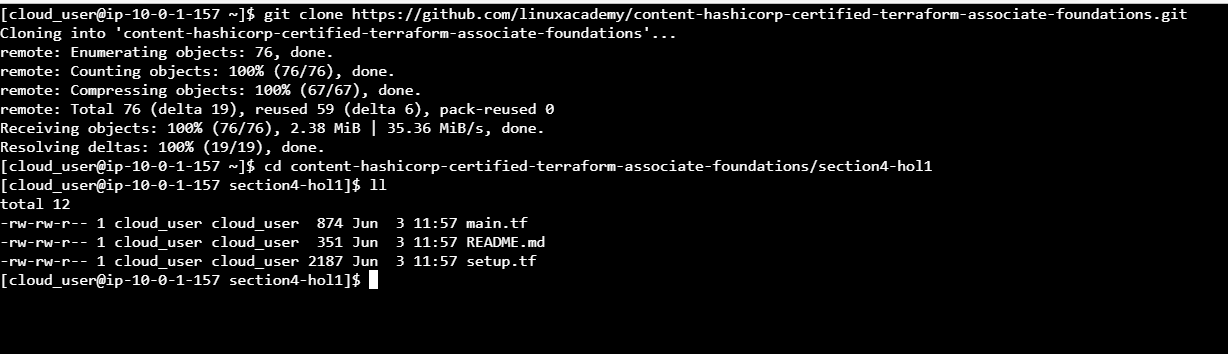 [cloud_user@ip-10-0-1-157 ~]$ git clone https://github.com/linuxacademy/content-hashicorp-certified-terraform-associate-foundations.git
Cloning into 'content-hashicorp-certified-terraform-associate-foundations'...
remote: Enumerating objects: 76, done.
remote: Counting objects: 100% (76/76), done.
remote: Compressing objects: 100% (67/67), done.
remote: Total 76 (delta 19), reused 59 (delta 6), pack-reused 0
Receiving objects: 100% (76/76), 2.38 MiB | 35.36 MiB/s, done.
Resolving deltas: 100% (19/19), done.
[cloud_user@ip-10-0-1-157 ~]$ cd content-hashicorp-certified-terraform-associate-foundations/section4-hol1
[cloud_user@ip-10-0-1-157 section4-hol1]$ ll
total 12
-rw-rw-r-- 1 cloud_user cloud_user  874 Jun  3 11:57 main.tf
-rw-rw-r-- 1 cloud_user cloud_user  351 Jun  3 11:57 README.md
-rw-rw-r-- 1 cloud_user cloud_user 2187 Jun  3 11:57 setup.tf
[cloud_user@ip-10-0-1-157 section4-hol1]$